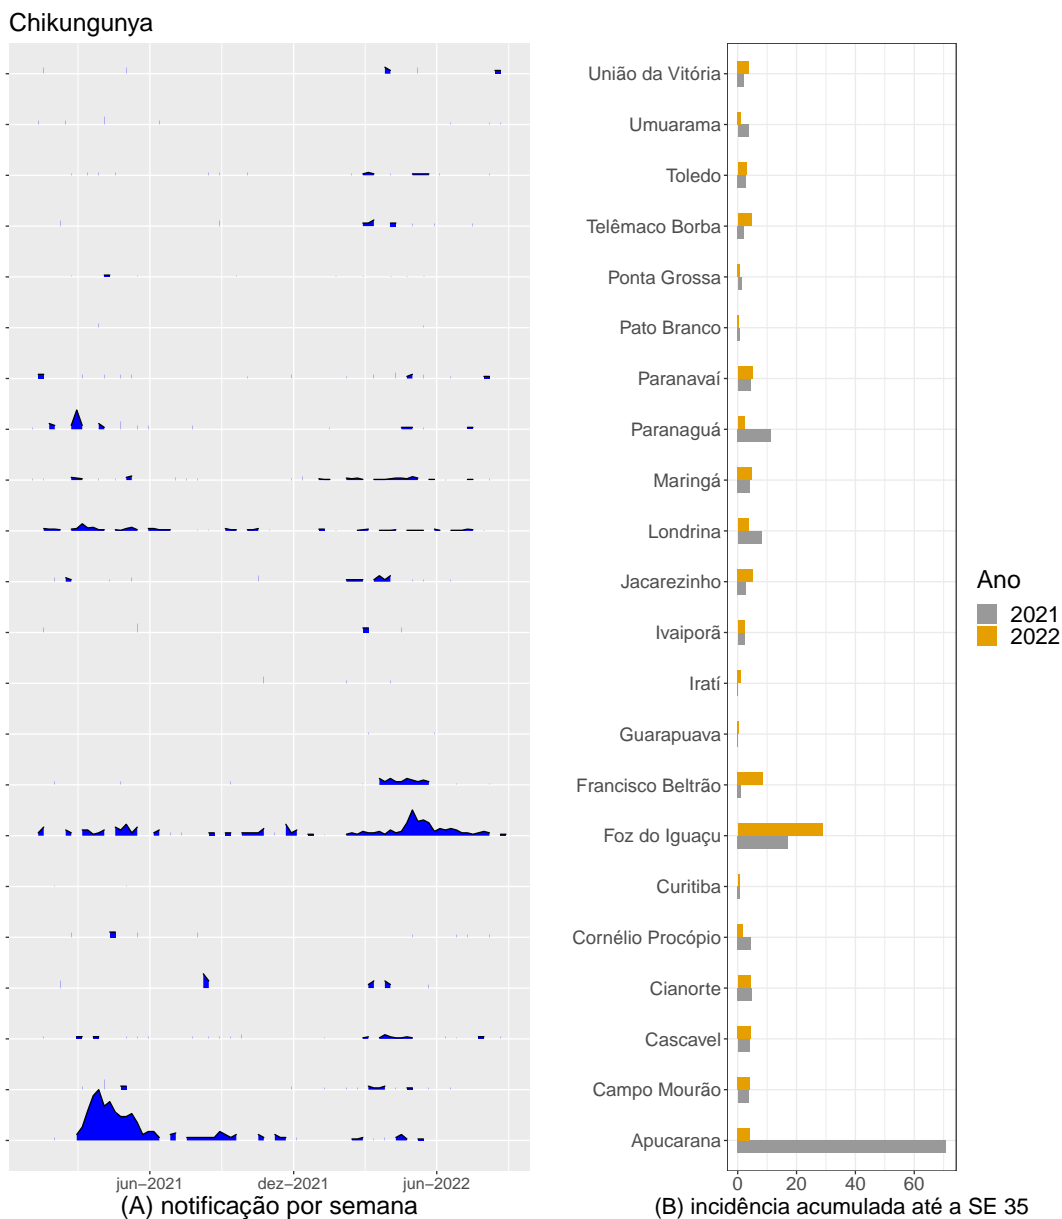 Chikungunya
União da Vitória
Umuarama
Toledo
Telêmaco Borba
Ponta Grossa
Pato Branco
Paranavaí
Paranaguá
Maringá
Londrina
Jacarezinho
Ivaiporã
Iratí
Guarapuava
Francisco Beltrão
Foz do Iguaçu
Curitiba
Cornélio Procópio
Cianorte
Cascavel
Campo Mourão
Apucarana
Ano
2021
2022
jun−2021 dez−2021 jun−2022
(A) notificação por semana
0 20 40 60
(B) incidência acumulada até a SE 35